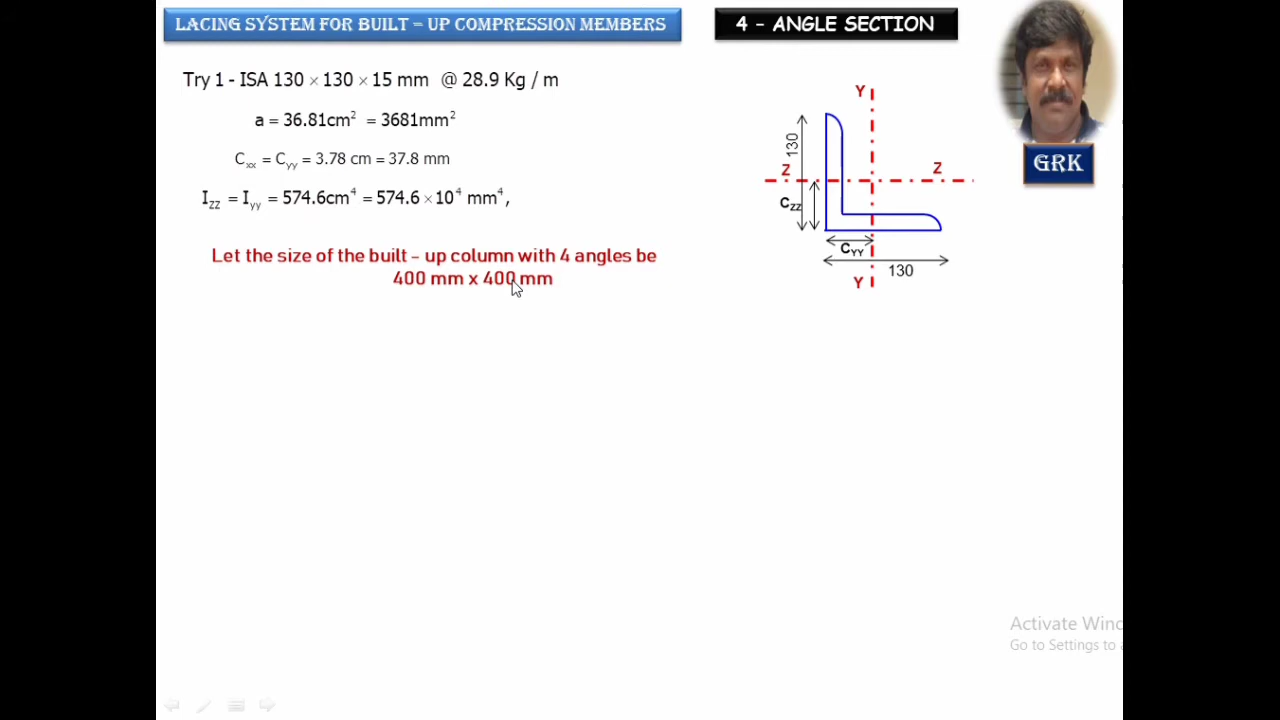 LACING SYSTEM FOR BUILT – UP COMPRESSION MEMBERS
4 – ANGLE SECTION
Try 1 - ISA 130 × 130 × 15 mm @ 28.9 Kg / m
a = 36.81cm² = 3681mm²
Cxx = Cyy = 3.78 cm = 37.8 mm
IZZ = Iyy = 574.6cm⁴ = 574.6 × 10⁴ mm⁴,
Let the size of the built – up column with 4 angles be
400 mm x 400 mm
Y
130
Z
Z
CZZ
CYY
130
Y
GRK
Activate Winc
Go to Settings to a